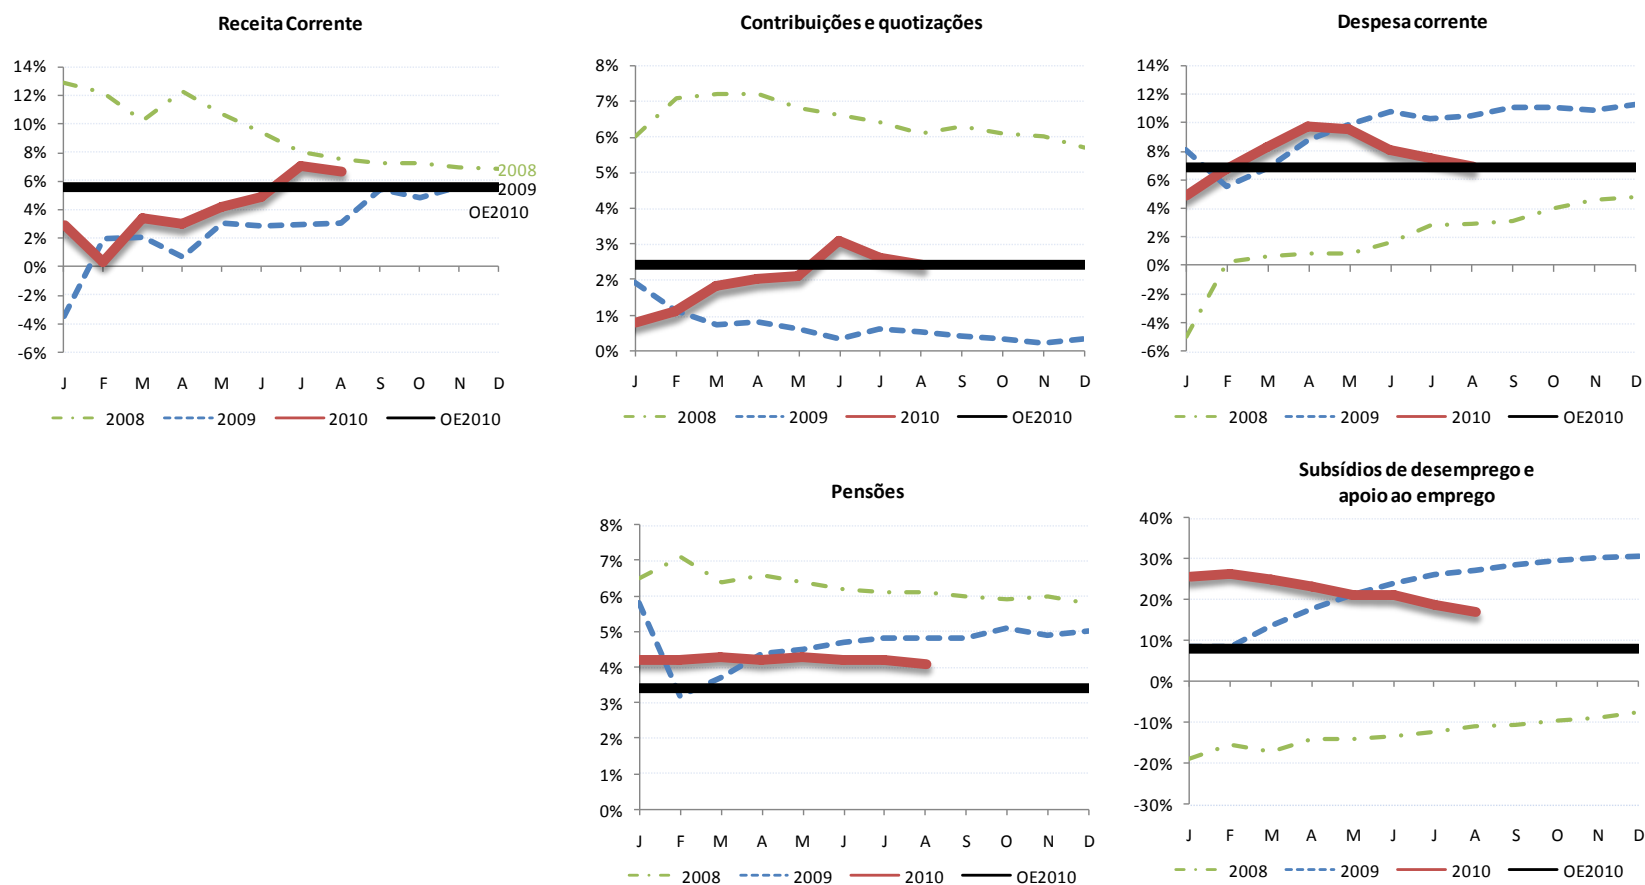 Receita Corrente
14%
12%
10%
8%
6%
4%
2%
0%
-2%
-4%
-6%
J F M A M J J A S O N D
2008
2009
OE2010
2008 2009 2010 OE2010
Contribuições e quotizações
8%
7%
6%
5%
4%
3%
2%
1%
0%
J F M A M J J A S O N D
2008 2009 2010 OE2010
Despesa corrente
14%
12%
10%
8%
6%
4%
2%
0%
-2%
-4%
-6%
J F M A M J J A S O N D
2008 2009 2010 OE2010
Pensões
8%
7%
6%
5%
4%
3%
2%
1%
0%
J F M A M J J A S O N D
2008 2009 2010 OE2010
Subsídios de desemprego e
apoio ao emprego
40%
30%
20%
10%
0%
-10%
-20%
-30%
J F M A M J J A S O N D
2008 2009 2010 OE2010